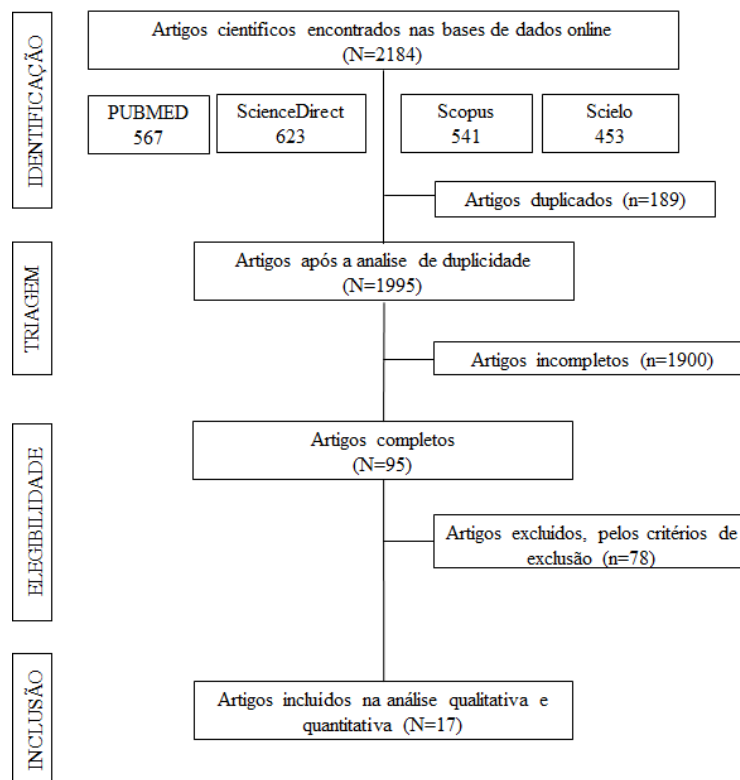 IDENTIFICAÇÃO
Artigos científicos encontrados nas bases de dados online
(N=2184)
PUBMED
567
ScienceDirect
623
Scopus
541
Scielo
453
Artigos duplicados (n=189)
TRIAGEM
Artigos após a analise de duplicidade
(N=1995)
Artigos incompletos (n=1900)
ELEGIBILIDADE
Artigos completos
(N=95)
Artigos excluídos, pelos critérios de
exclusão (n=78)
INCLUSÃO
Artigos incluídos na análise qualitativa e
quantitativa (N=17)